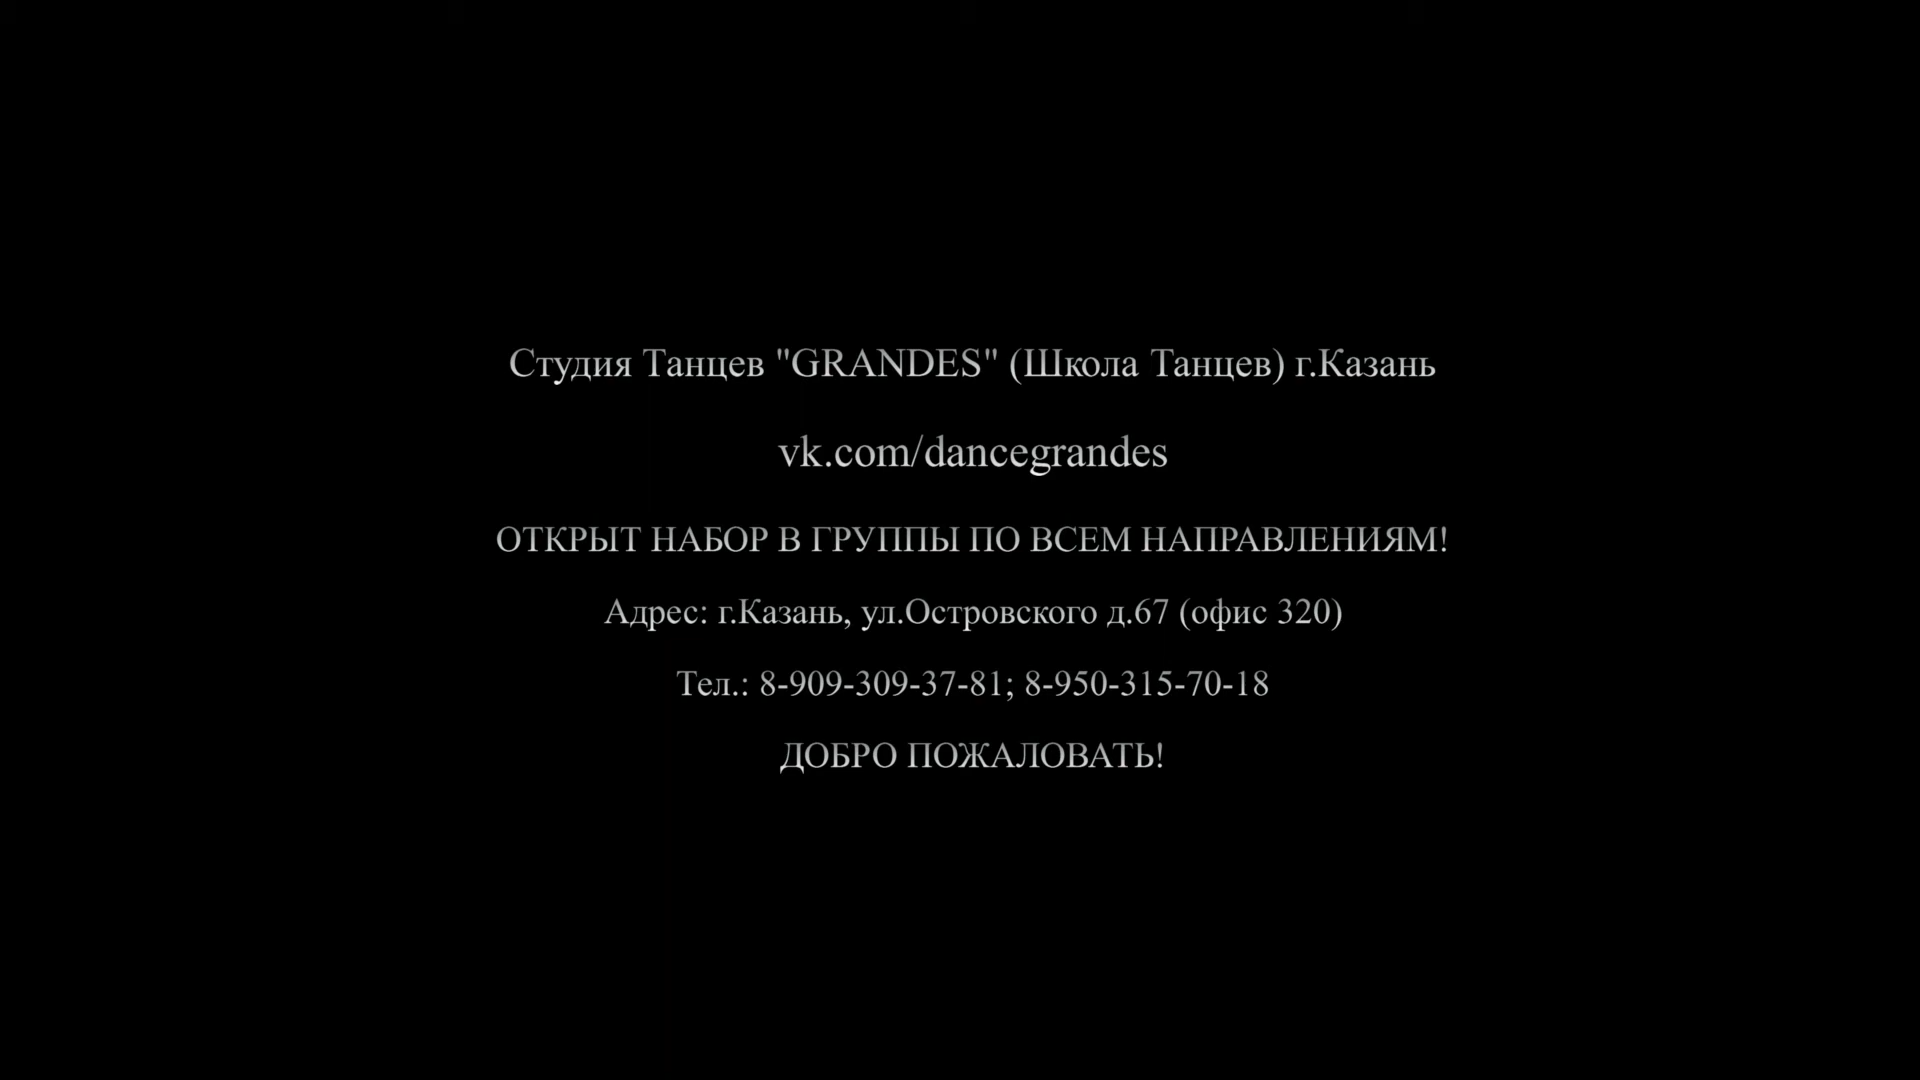 Студия Танцев "GRANDES" (Школа Танцев) г.Казань
vk.com/dancegrandes
ОТКРЫТ НАБОР В ГРУППЫ ПО ВСЕМ НАПРАВЛЕНИЯМ!
Адрес: г.Казань, ул.Островского д.67 (офис 320)
Тел.: 8-909-309-37-81; 8-950-315-70-18
ДОБРО ПОЖАЛОВАТЬ!